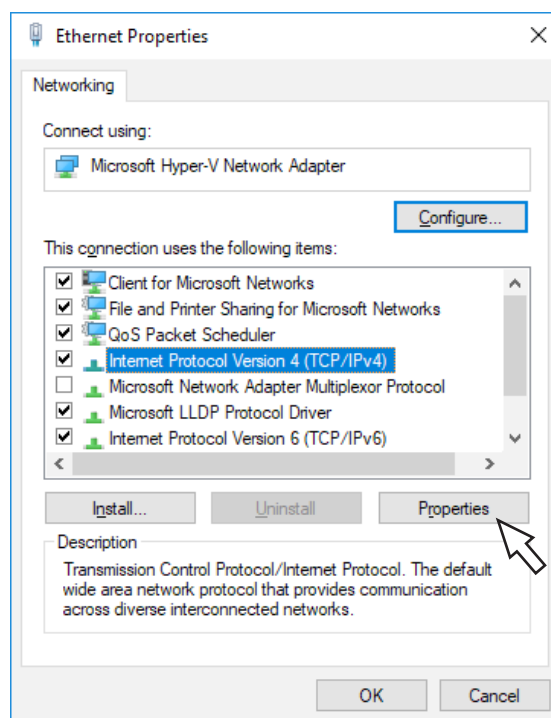 Ethernet Properties
Networking
Connect using:
Microsoft Hyper-V Network Adapter
Configure...
This connection uses the following items:
Client for Microsoft Networks
File and Printer Sharing for Microsoft Networks
QoS Packet Scheduler
Internet Protocol Version 4 (TCP/IPv4)
Microsoft Network Adapter Multiplexor Protocol
Microsoft LLDP Protocol Driver
Internet Protocol Version 6 (TCP/IPv6)
Install... Uninstall Properties
Description
Transmission Control Protocol/Internet Protocol. The default
wide area network protocol that provides communication
across diverse interconnected networks.
OK Cancel